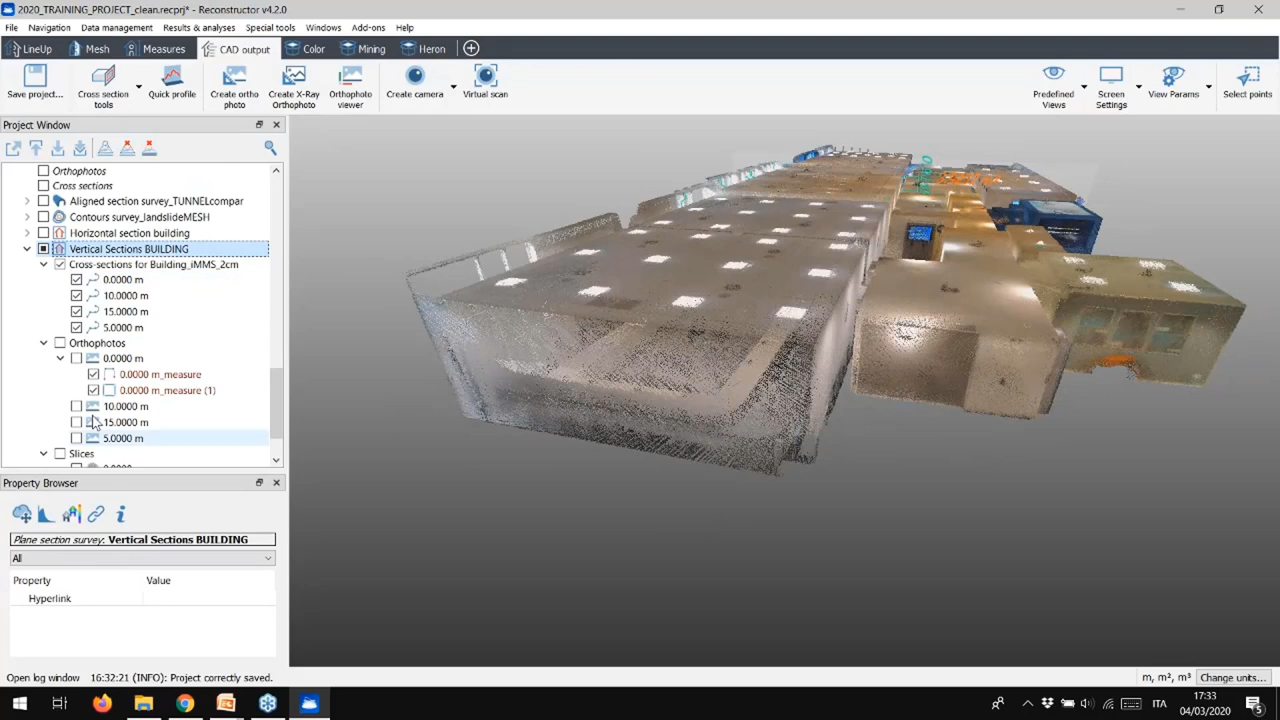 2020_TRAINING_PROJECT_clean.recprj* - Reconstructor v4.2.0
File Navigation Data management Results & analyses Special tools Windows Add-ons Help
LineUp Mesh Measures CAD output Color Mining Heron
Save project... Cross section tools Quick profile Create ortho photo Create X-Ray Orthophoto Orthophoto viewer Create camera Virtual scan Predefined Views Screen Settings View Params Select points
Project Window
Orthophotos
Cross sections
Aligned section survey_TUNNELcompar
Contours survey_landslideMESH
Horizontal section building
Vertical Sections BUILDING
Cross-sections for Building_iMMS_2cm
0.0000 m
10.0000 m
15.0000 m
5.0000 m
Orthophotos
0.0000 m
0.0000 m_measure
0.0000 m_measure (1)
10.0000 m
15.0000 m
5.0000 m
Slices
Property Browser
Plane section survey: Vertical Sections BUILDING
All
Property Value
Hyperlink
Open log window 16:32:21 (INFO): Project correctly saved. m, m², m³ Change units...
ITA
17:33
04/03/2020
5